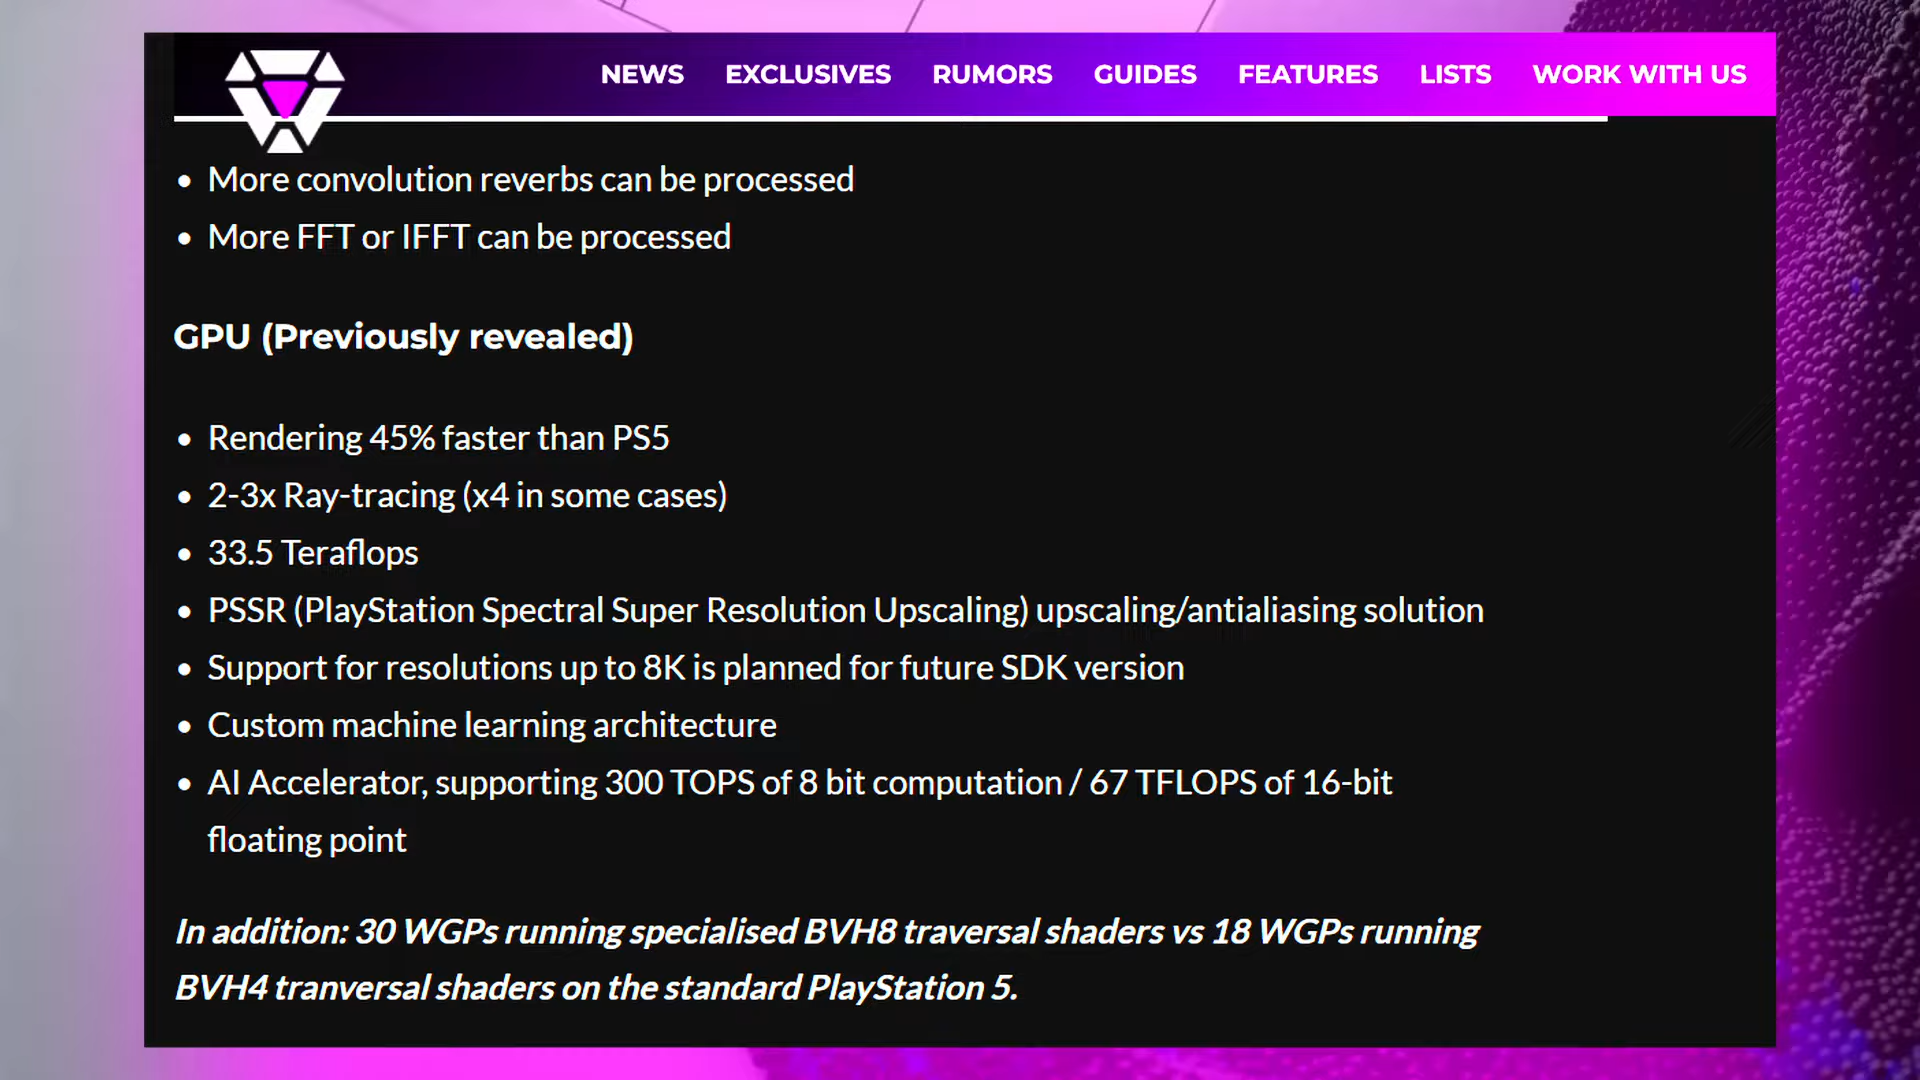 NEWS EXCLUSIVES RUMORS GUIDES FEATURES LISTS WORK WITH US
• More convolution reverbs can be processed
• More FFT or IFFT can be processed
GPU (Previously revealed)
• Rendering 45% faster than PS5
• 2-3x Ray-tracing (x4 in some cases)
• 33.5 Teraflops
• PSSR (PlayStation Spectral Super Resolution Upscaling) upscaling/antialiasing solution
• Support for resolutions up to 8K is planned for future SDK version
• Custom machine learning architecture
• AI Accelerator, supporting 300 TOPS of 8 bit computation / 67 TFLOPS of 16-bit
floating point
In addition: 30 WGPs running specialised BVH8 traversal shaders vs 18 WGPs running
BVH4 tranversal shaders on the standard PlayStation 5.